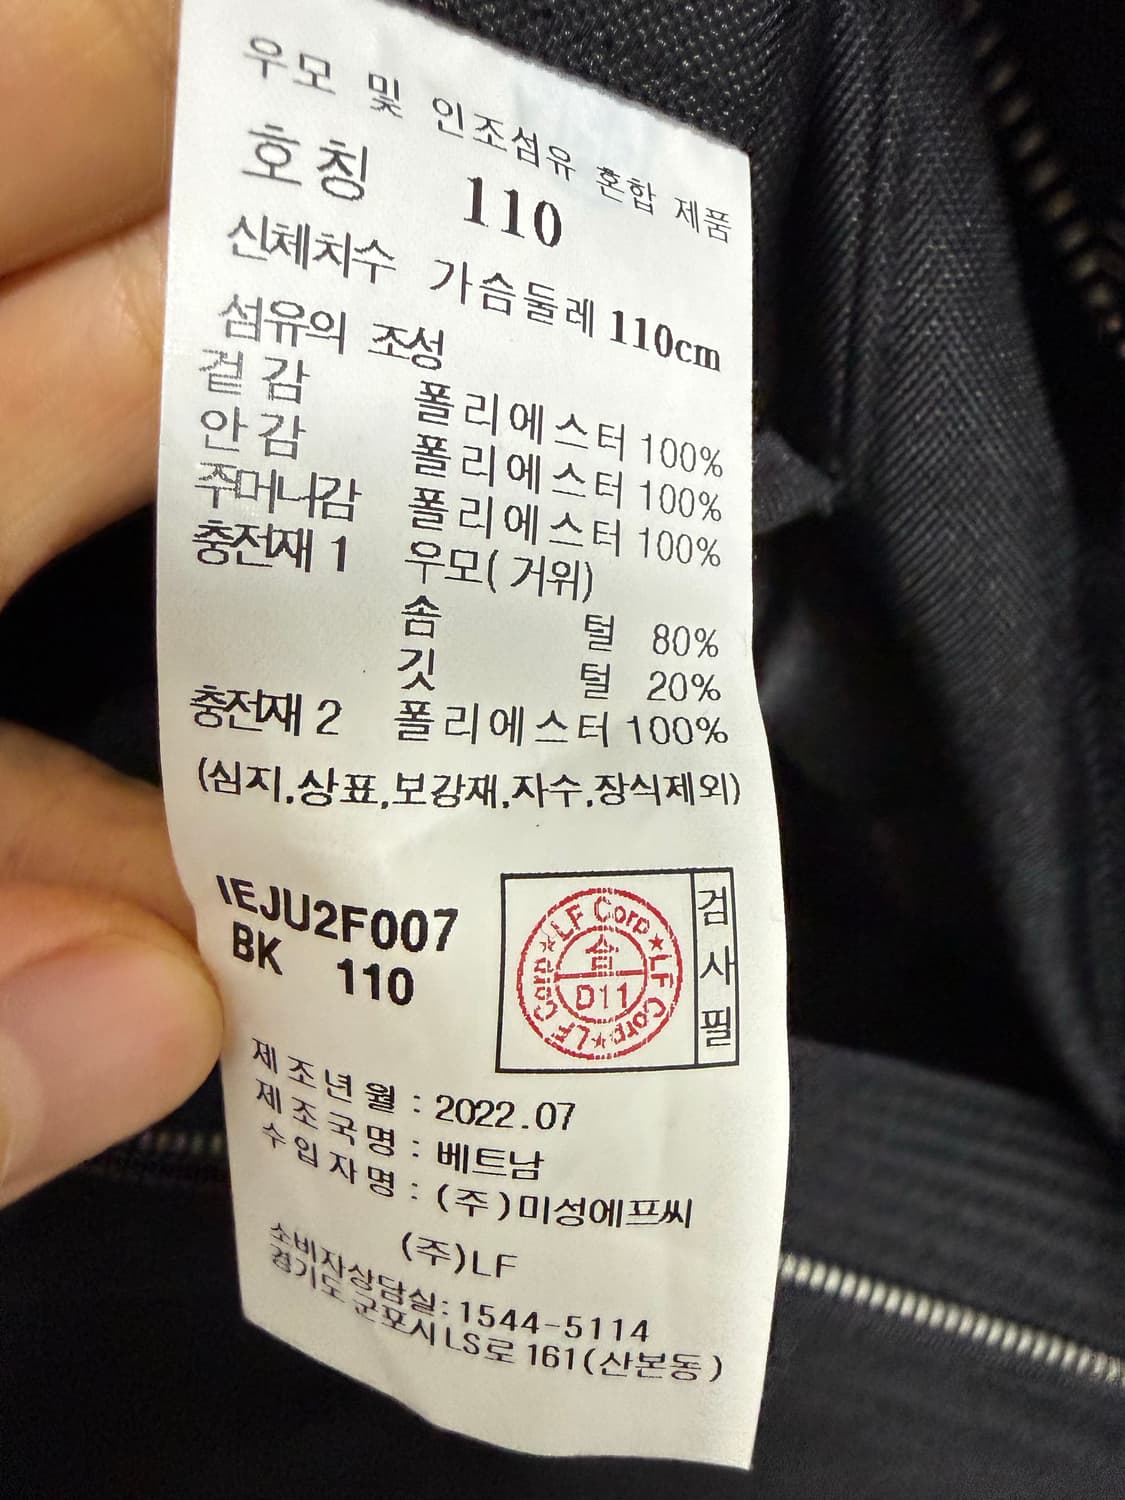 우모 및 인조섬유 혼합 제품
호칭 110
신체치수 가슴둘레 110cm
섬유의 조성
겉감 폴리에스터 100%
안감 폴리에스터 100%
주머니감 폴리에스터 100%
충전재 1 우모(거위)
솜털 80%
깃털 20%
충전재 2 폴리에스터 100%
(심지,상표,보강재,자수,장식제외)
IEJU2F007
BK 110
LF Corp★LF Corp★LF Corp★
D11
검사필
제조년월 : 2022.07
제조국명 : 베트남
수입자명 : (주)미성에프씨
(주)LF
소비자상담실:1544-5114
경기도 군포시 LS로 161(산본동)